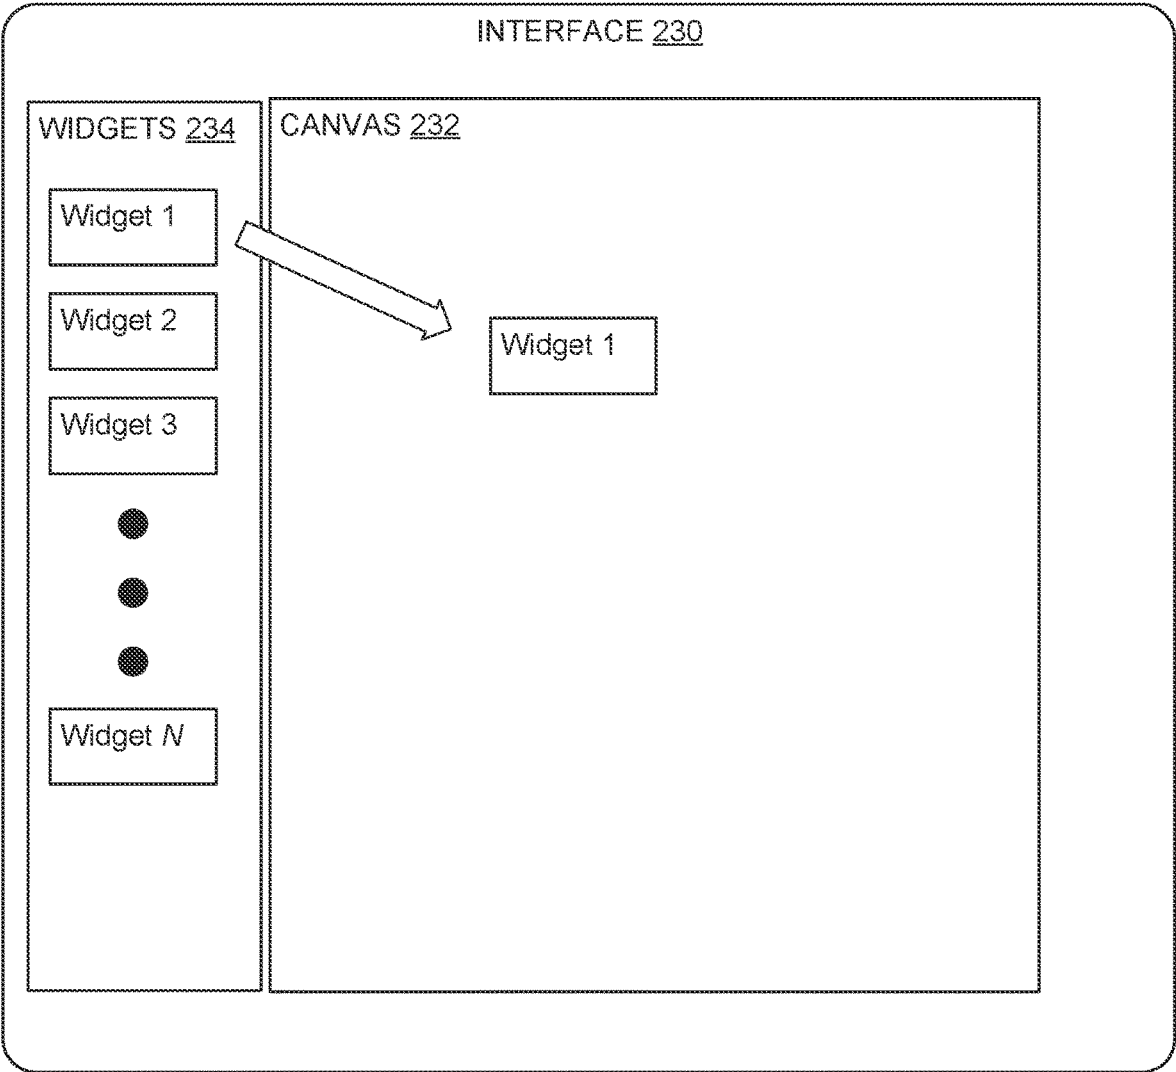 INTERFACE 230
WIDGETS 234
CANVAS 232
Widget 1
Widget 2
Widget 1
Widget 3
Widget N